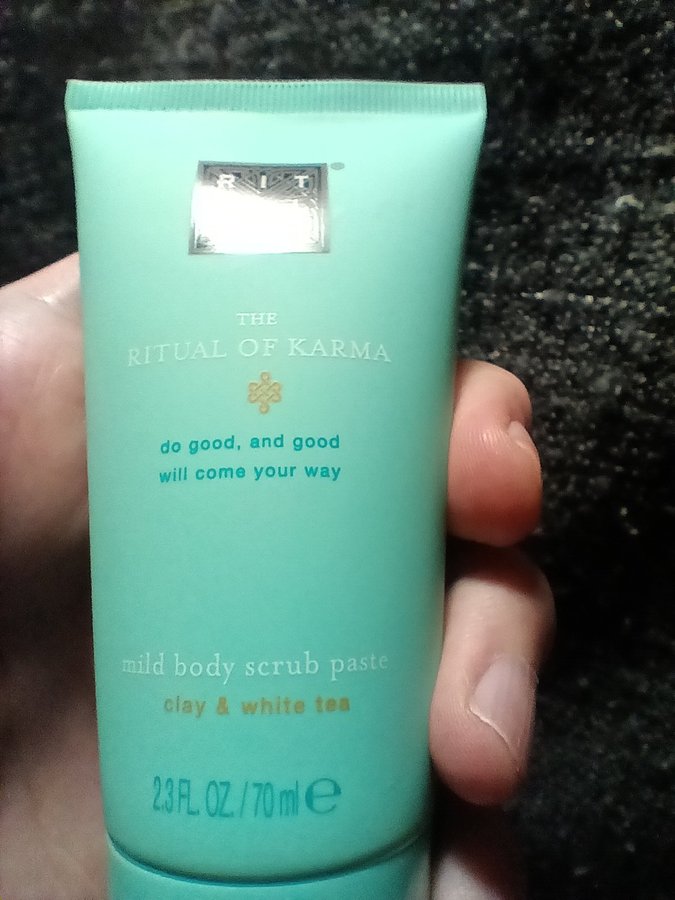 R I T
THE
RITUAL OF KARMA
do good, and good
will come your way
mild body scrub paste
clay & white tea
2.3 FL. OZ. / 70 ml e